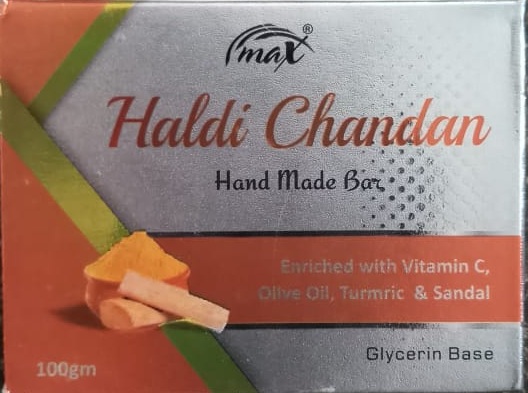 max®
Haldi Chandan
Hand Made Bar
Enriched with Vitamin C,
Olive Oil, Turmric & Sandal
Glycerin Base
100gm